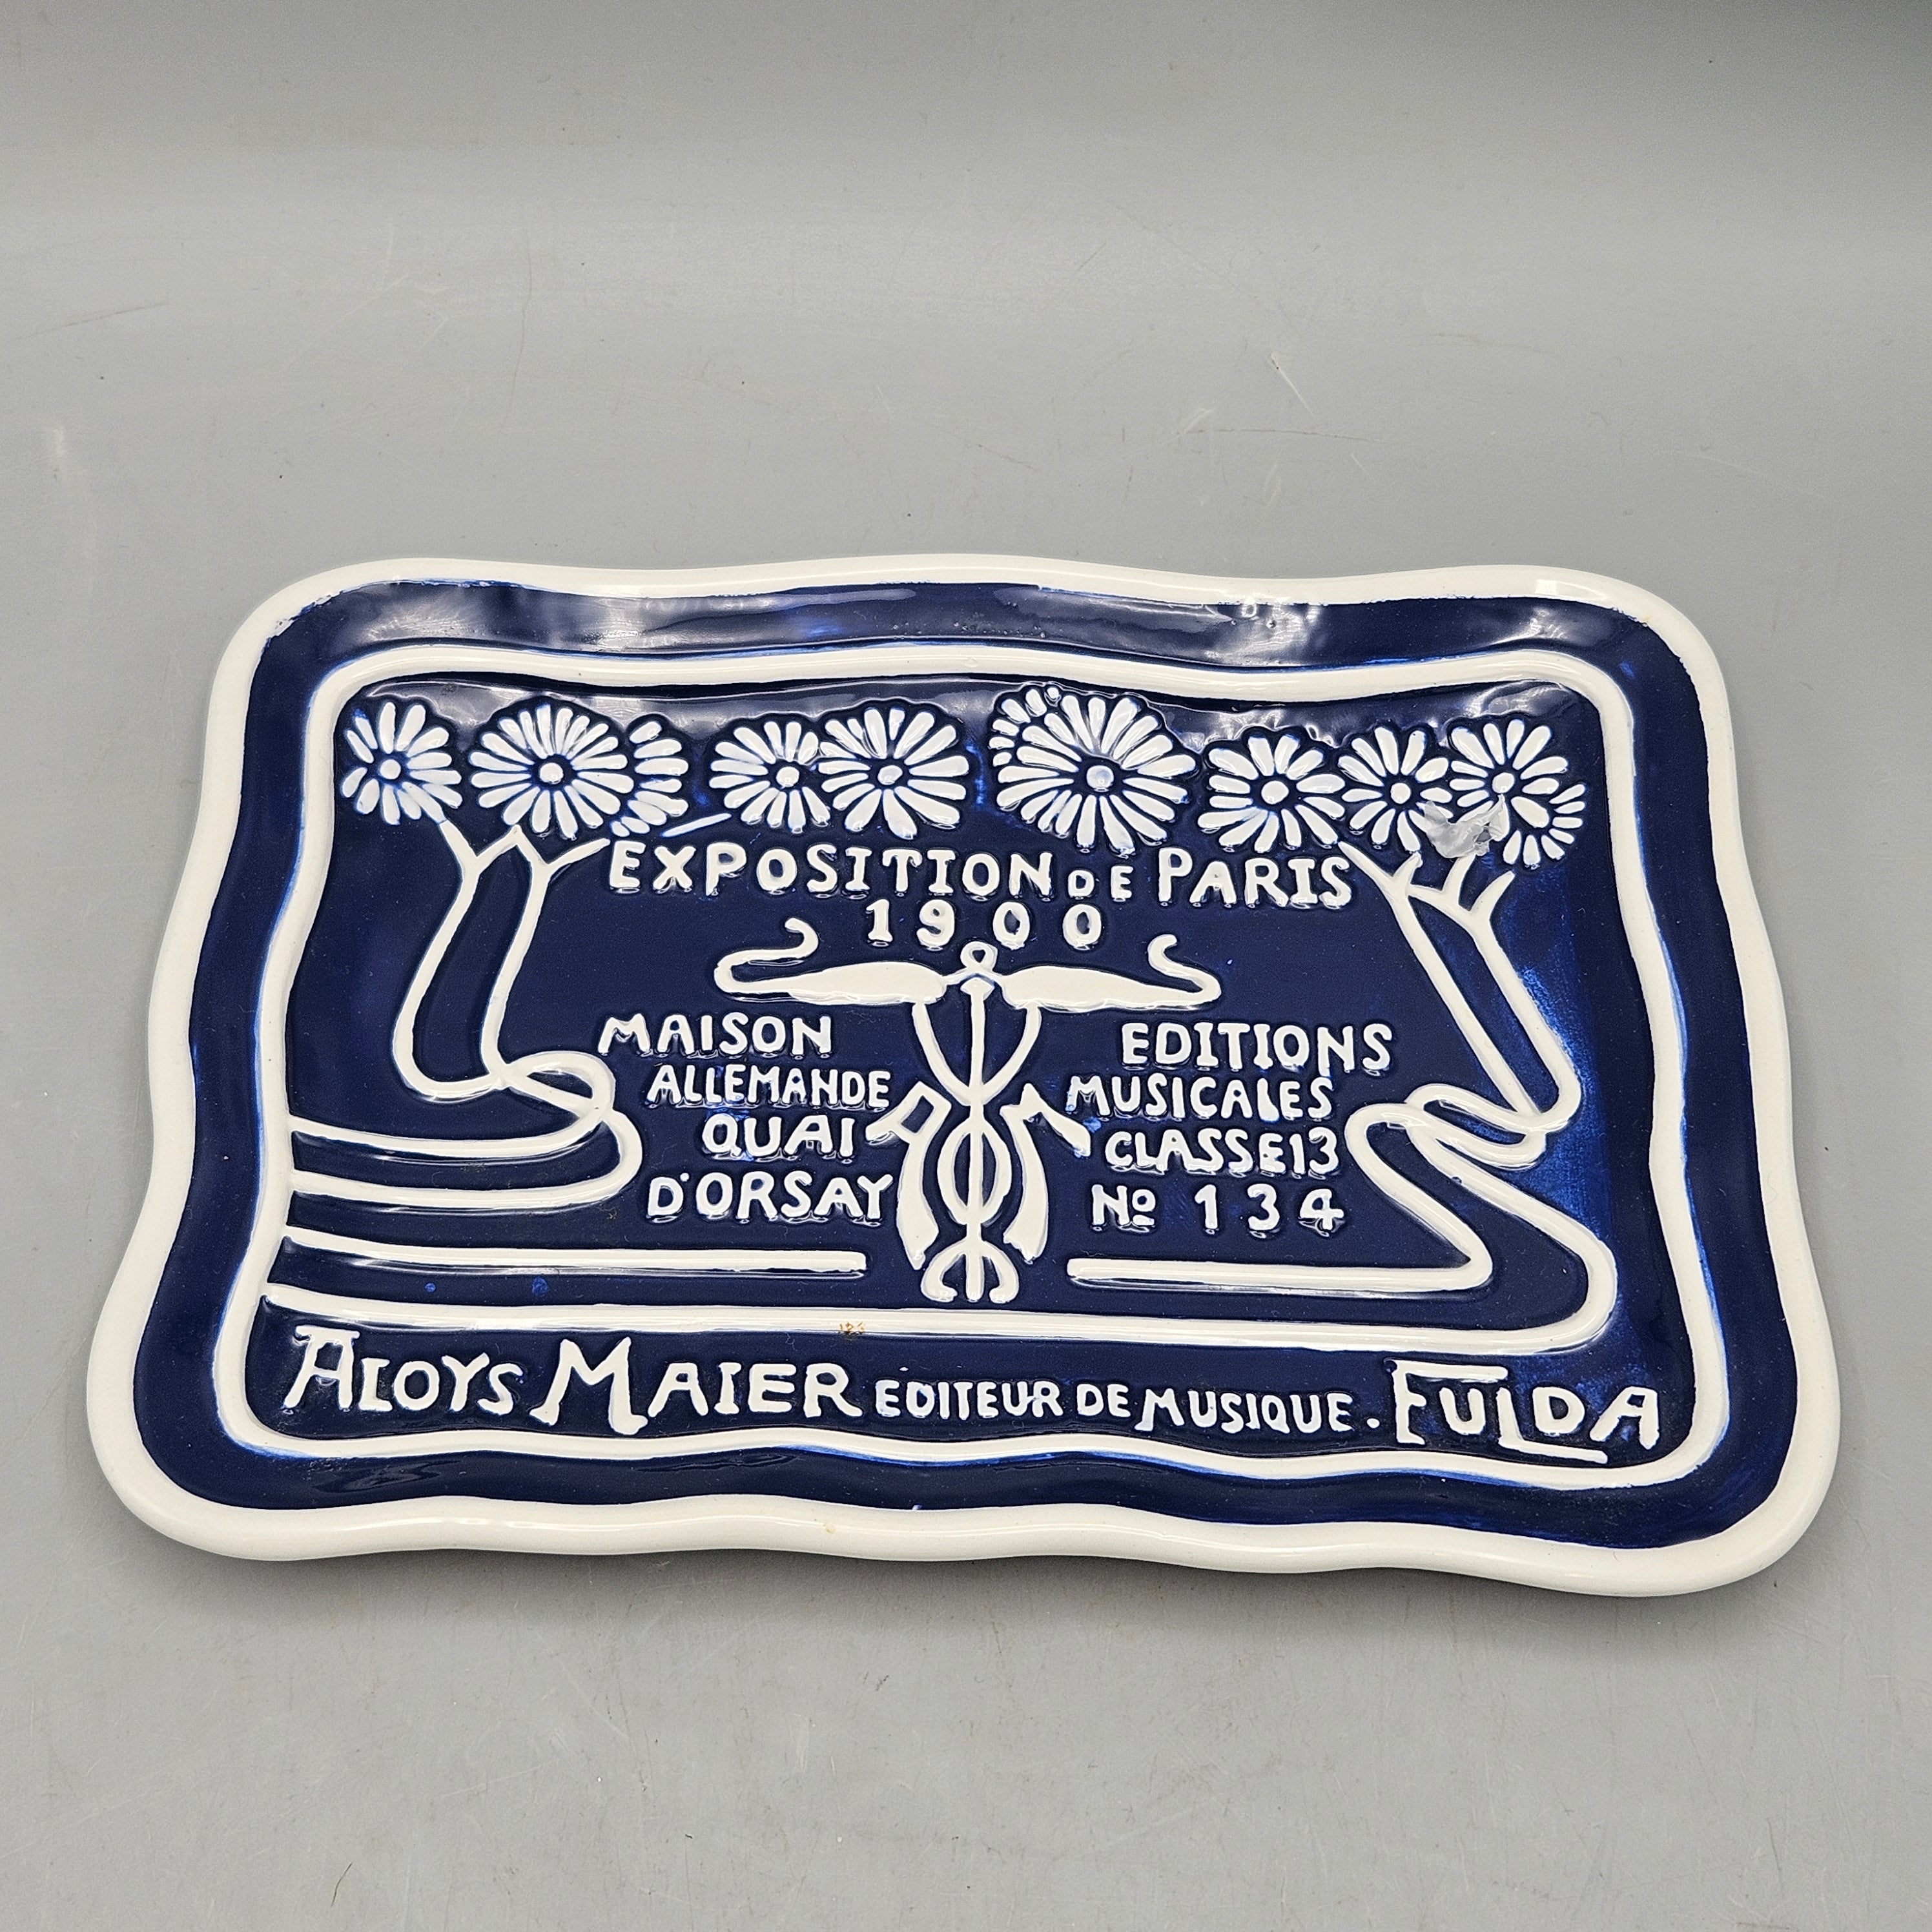 EXPOSITION DE PARIS
1900
MAISON
ALLEMANDE
QUAI
D'ORSAY
EDITIONS
MUSICALES
CLASSE 13
Nº 134
ALOYS MAIER EDITEUR DE MUSIQUE . FULDA